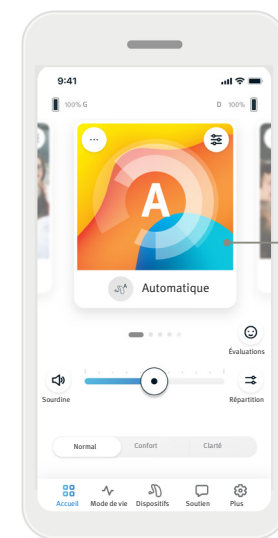 9:41
100% G
D 100%
A
Automatique
Évaluations
Sourdine
Répartition
Normal
Confort
Clarté
Accueil
Mode de vie
Dispositifs
Soutien
Plus